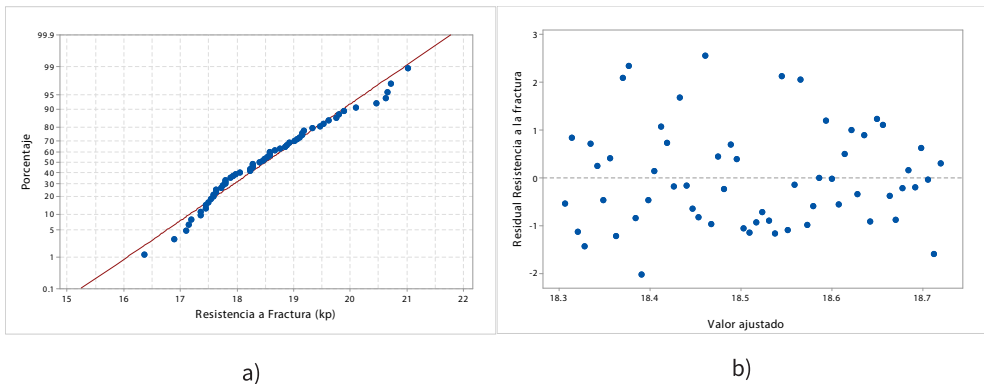 Porcentaje
99.9
99
95
90
80
70
60
50
40
30
20
10
5
1
0.1
15 16 17 18 19 20 21 22
Resistencia a Fractura (kp)
a)
Residual Resistencia a la fractura
3
2
1
0
-1
-2
18.3 18.4 18.5 18.6 18.7
Valor ajustado
b)